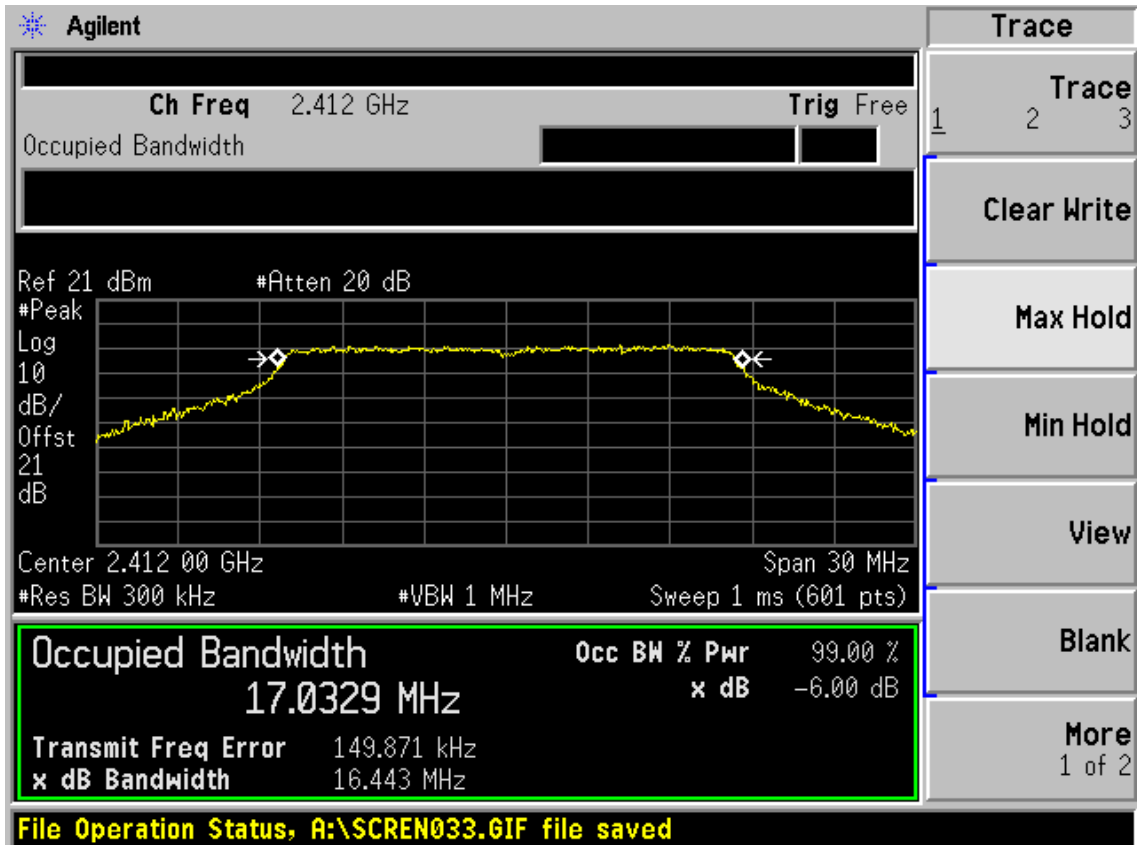 Agilent
Trace
Ch Freq 2.412 GHz Trig Free
Occupied Bandwidth
Ref 21 dBm #Atten 20 dB
#Peak
Log
10
dB/
Offst
21
dB
Center 2.412 00 GHz Span 30 MHz
#Res BW 300 kHz #VBW 1 MHz Sweep 1 ms (601 pts)
Occupied Bandwidth
17.0329 MHz
Occ BW % Pwr 99.00 %
x dB -6.00 dB
Transmit Freq Error 149.871 kHz
x dB Bandwidth 16.443 MHz
File Operation Status, A:\SCREN033.GIF file saved
Trace
1 2 3
Clear Write
Max Hold
Min Hold
View
Blank
More
1 of 2